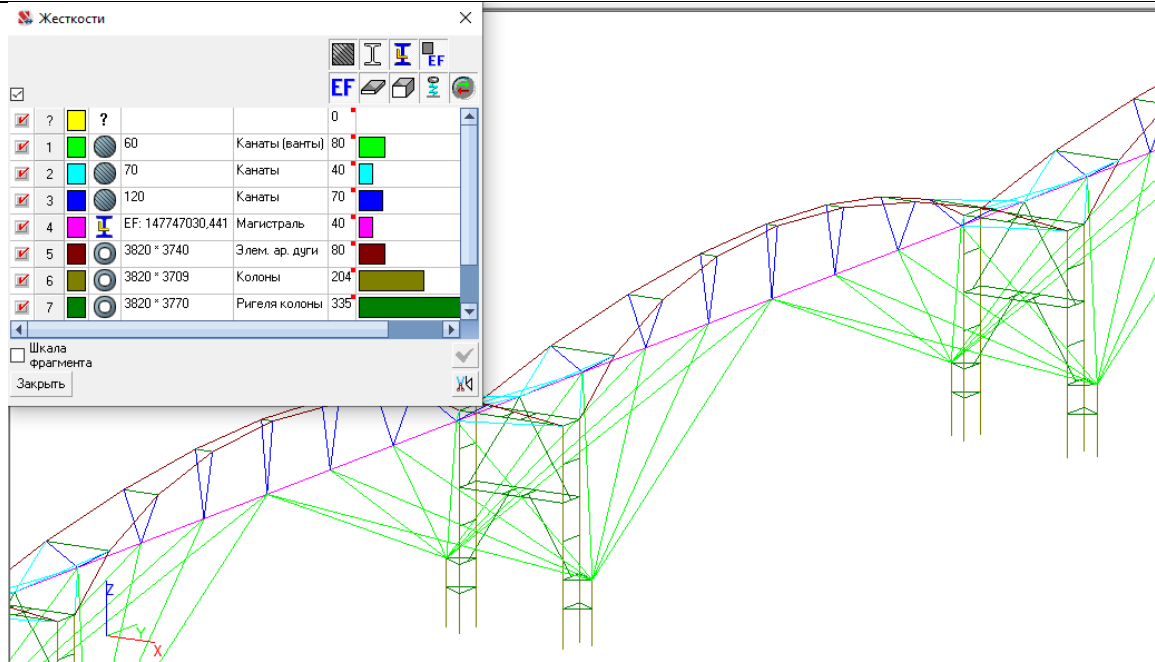 Жесткости
EF
EF
? ? 0
1 60 Канаты (ванты) 80
2 70 Канаты 40
3 120 Канаты 70
4 EF: 147747030,441 Магистраль 40
5 3820 * 3740 Элем. ар. дуги 80
6 3820 * 3709 Колоны 204
7 3820 * 3770 Ригеля колоны 335
Шкала
фрагмента
Закрыть
Z
Y
X